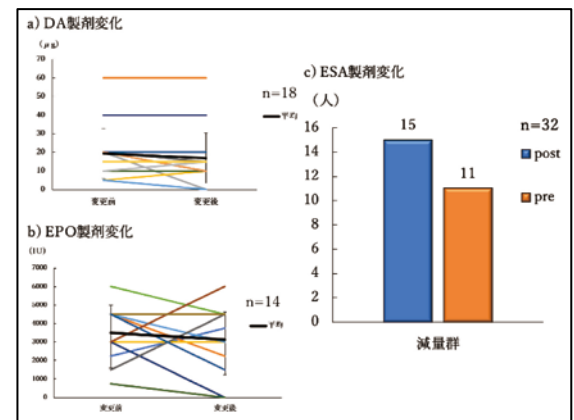 a) DA製剤変化
(μg)
70
60
50
40
30
20
10
0
変更前
変更後
n=18
平均
b) EPO製剤変化
(IU)
7000
6000
5000
4000
3000
2000
1000
0
変更前
変更後
n=14
平均
c) ESA製剤変化
(人)
16
14
12
10
8
6
4
2
0
15
11
減量群
n=32
post
pre